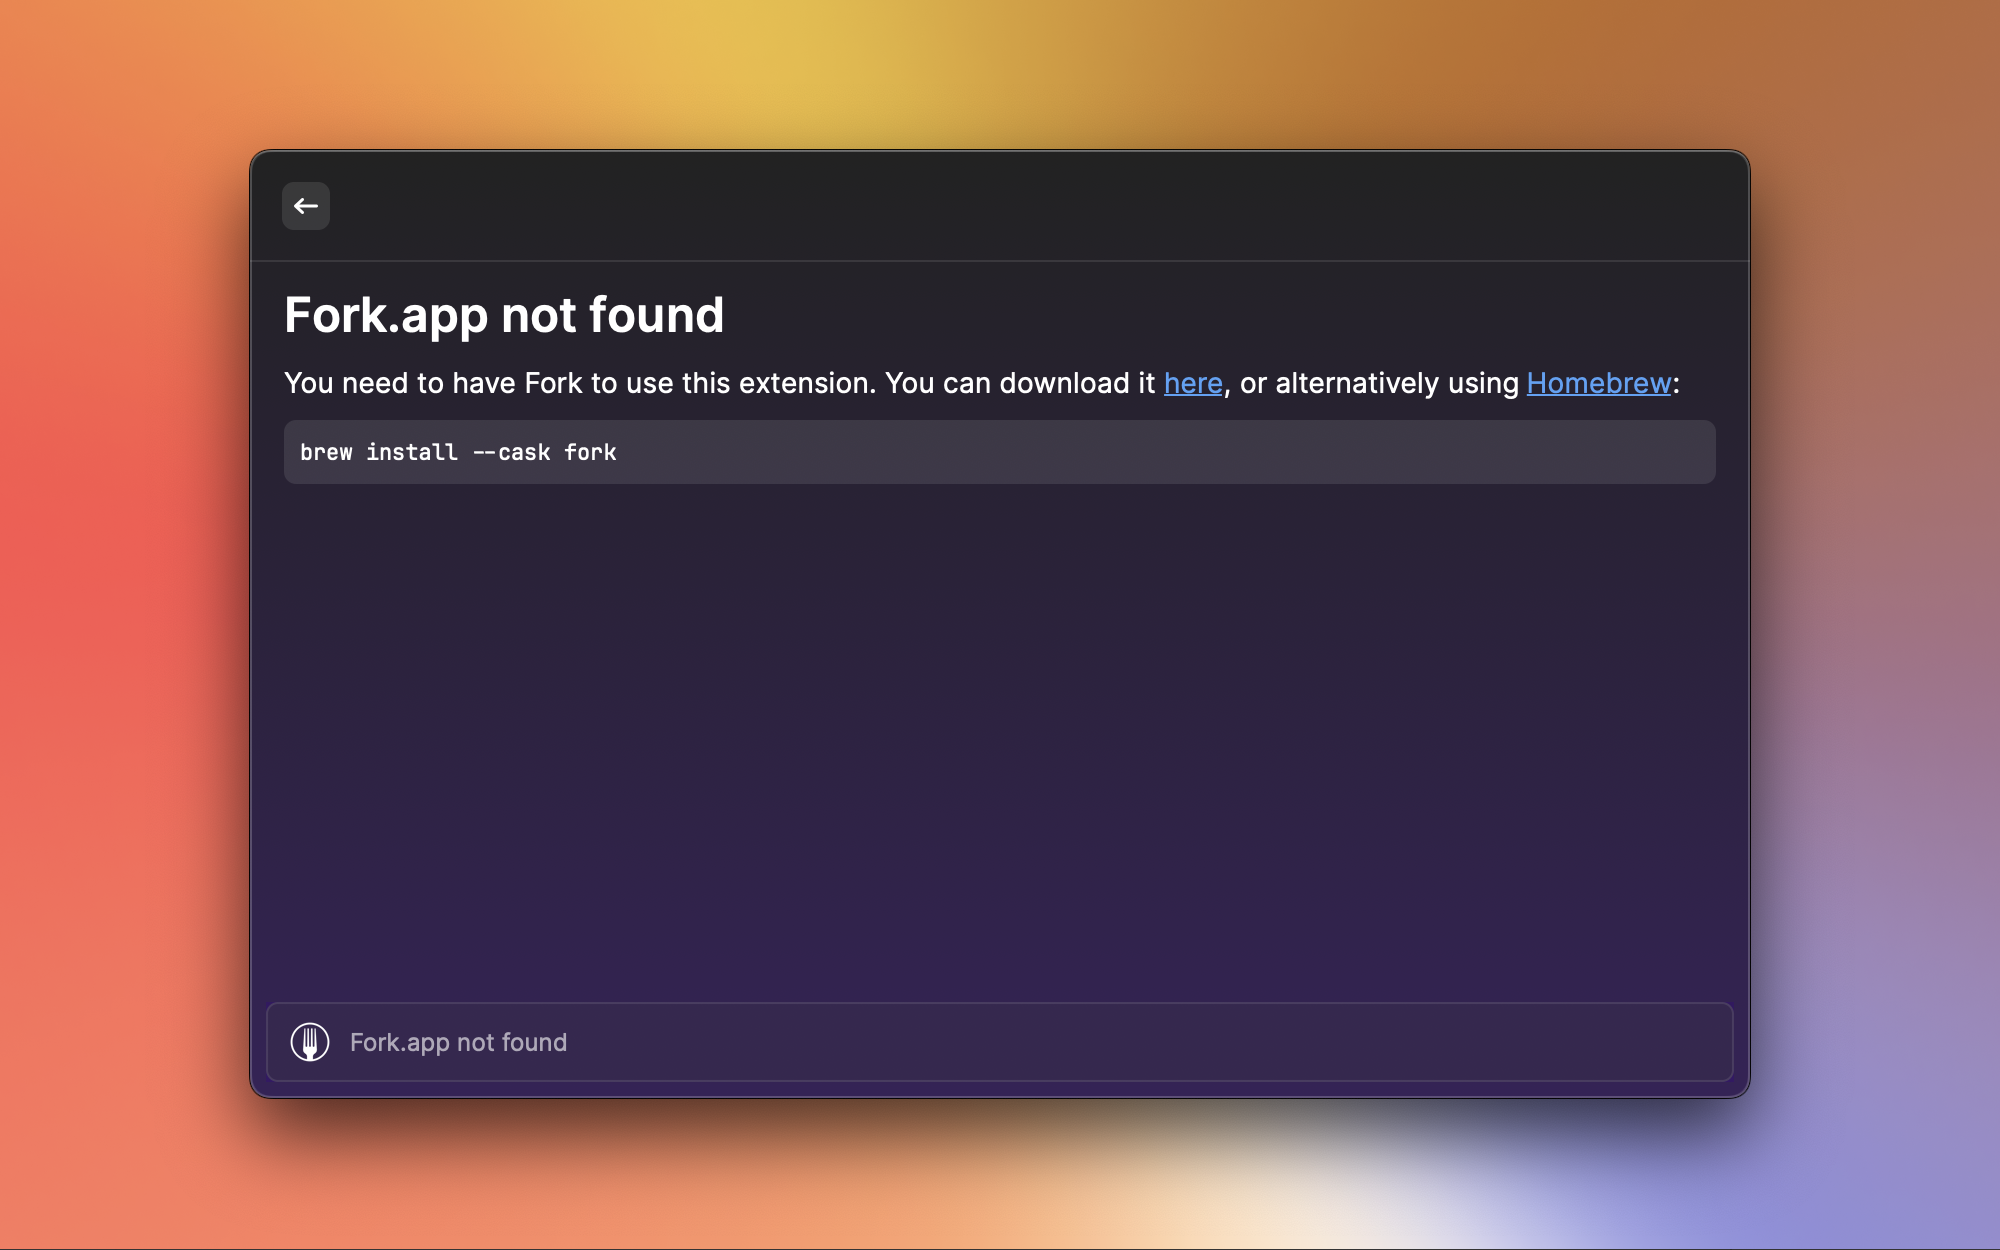 Fork.app not found
You need to have Fork to use this extension. You can download it here, or alternatively using Homebrew:
brew install --cask fork
Fork.app not found